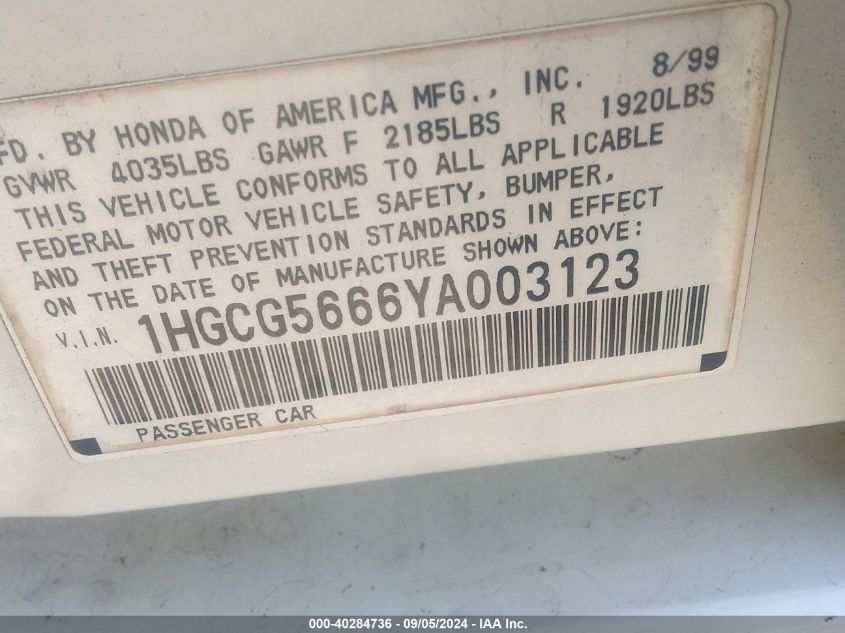 FD. BY HONDA OF AMERICA MFG., INC. 8/99
GVWR 4035LBS GAWR F 2185LBS R 1920LBS
THIS VEHICLE CONFORMS TO ALL APPLICABLE
FEDERAL MOTOR VEHICLE SAFETY, BUMPER,
AND THEFT PREVENTION STANDARDS IN EFFECT
ON THE DATE OF MANUFACTURE SHOWN ABOVE:
V.I.N. 1HGCG5666YA003123
PASSENGER CAR
000-40284736 - 09/05/2024 - IAA Inc.